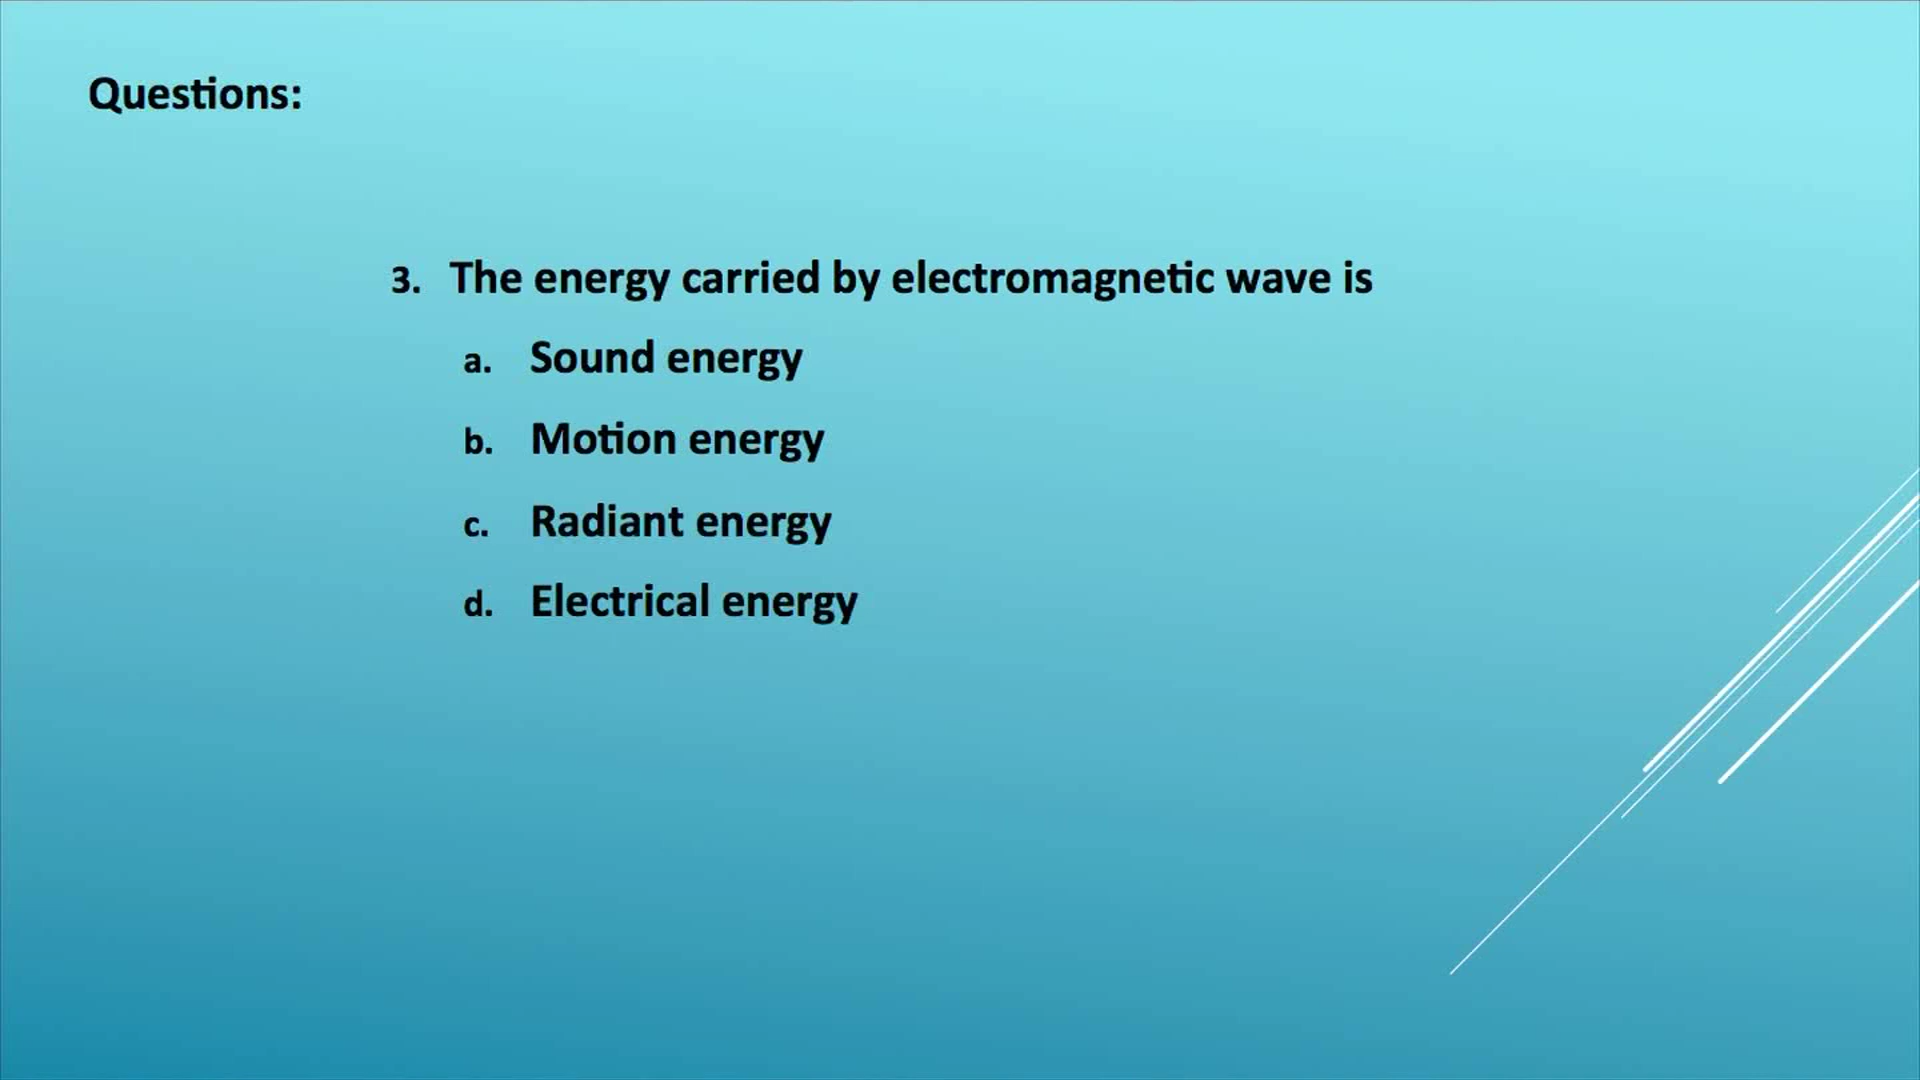 Questions:
3. The energy carried by electromagnetic wave is
a. Sound energy
b. Motion energy
c. Radiant energy
d. Electrical energy